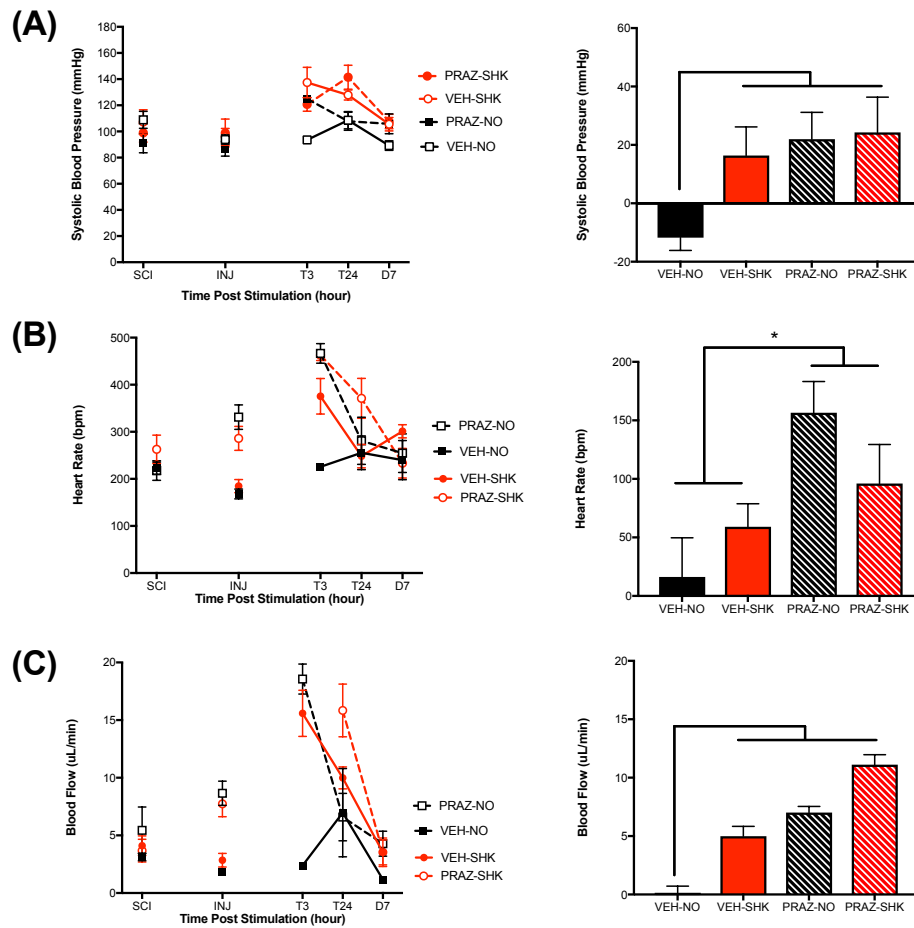 (A)
Systolic Blood Pressure (mmHg)
180
160
140
120
100
80
60
40
20
0
SCI INJ T3 T24 D7
Time Post Stimulation (hour)
PRAZ-SHK
VEH-SHK
PRAZ-NO
VEH-NO
Systolic Blood Pressure (mmHg)
60
40
20
0
-20
VEH-NO VEH-SHK PRAZ-NO PRAZ-SHK
(B)
Heart Rate (bpm)
500
400
300
200
100
0
SCI INJ T3 T24 D7
Time Post Stimulation (hour)
PRAZ-NO
VEH-NO
VEH-SHK
PRAZ-SHK
Heart Rate (bpm)
200
150
100
50
0
*
VEH-NO VEH-SHK PRAZ-NO PRAZ-SHK
(C)
Blood Flow (uL/min)
20
15
10
5
0
SCI INJ T3 T24 D7
Time Post Stimulation (hour)
PRAZ-NO
VEH-NO
VEH-SHK
PRAZ-SHK
Blood Flow (uL/min)
20
15
10
5
0
VEH-NO VEH-SHK PRAZ-NO PRAZ-SHK